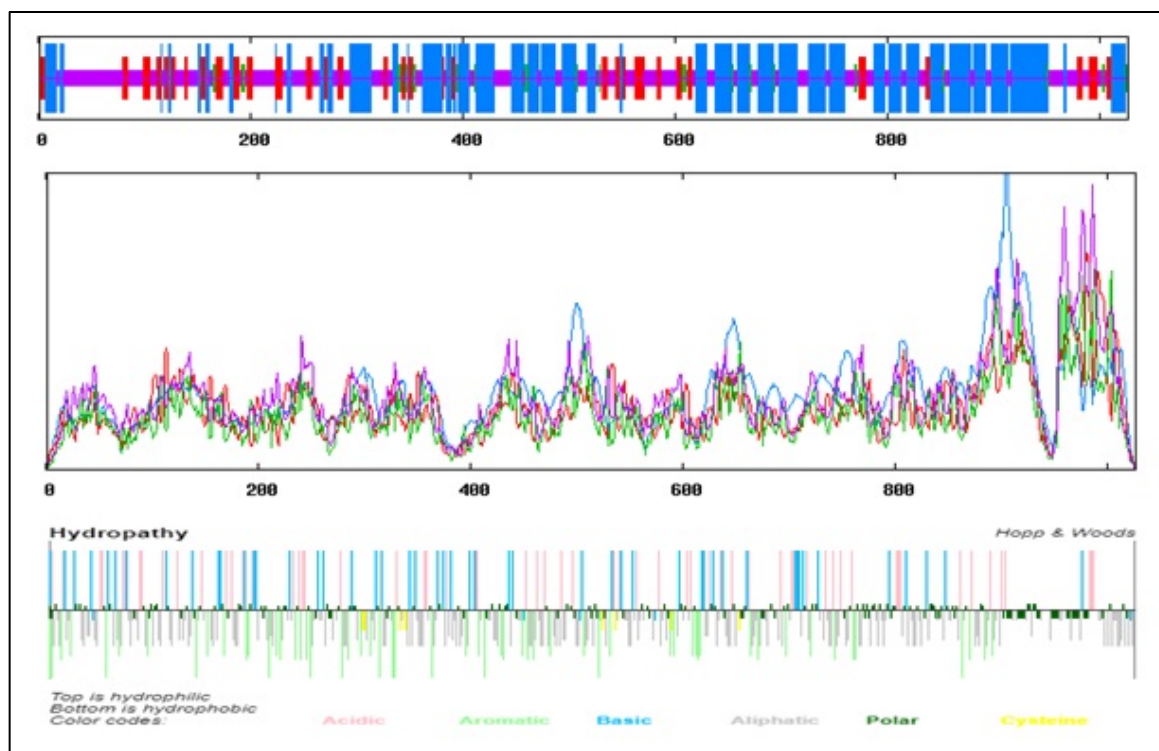 0 200 400 600 800
0 200 400 600 800
Hydropathy Hopp & Woods
Top is hydrophilic
Bottom is hydrophobic
Color codes: Acidic Aromatic Basic Aliphatic Polar Cysteine